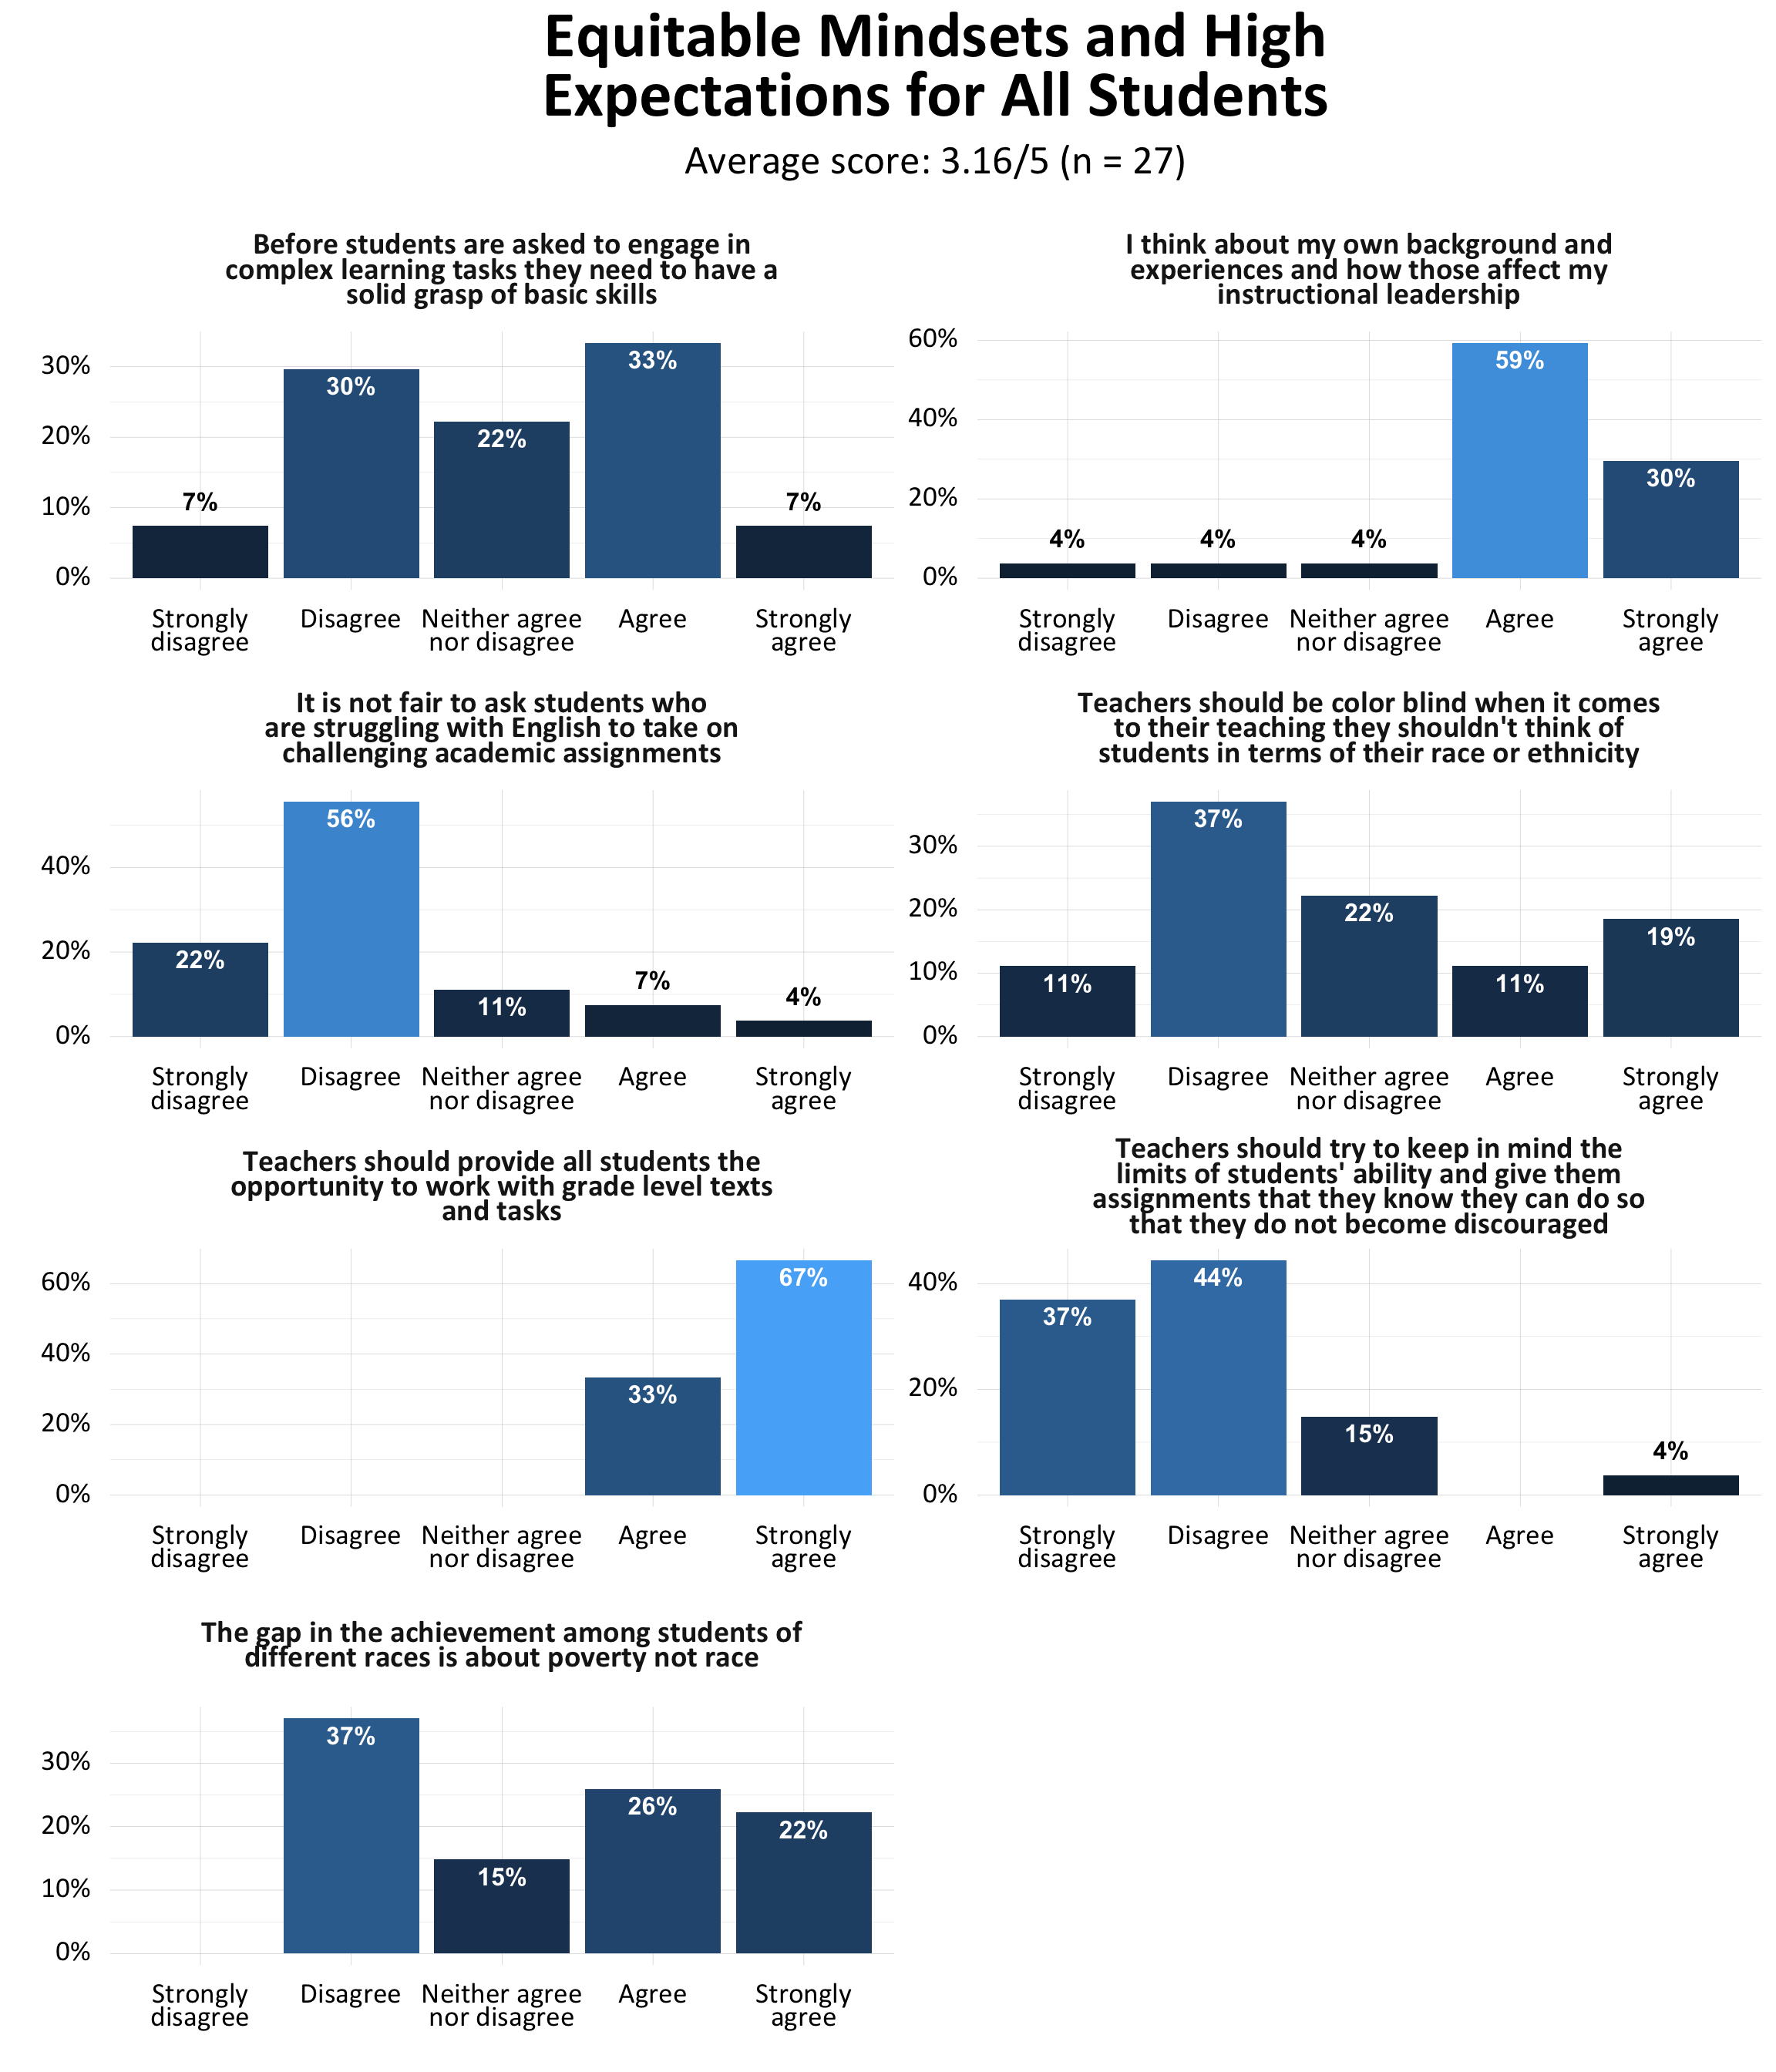 Equitable Mindsets and High
Expectations for All Students
Average score: 3.16/5 (n = 27)
Before students are asked to engage in
complex learning tasks they need to have a
solid grasp of basic skills
30%
20%
10%
0%
7%
30%
22%
33%
7%
Strongly
disagree
Disagree
Neither agree
nor disagree
Agree
Strongly
agree
I think about my own background and
experiences and how those affect my
instructional leadership
60%
40%
20%
0%
4%
4%
4%
59%
30%
Strongly
disagree
Disagree
Neither agree
nor disagree
Agree
Strongly
agree
It is not fair to ask students who
are struggling with English to take on
challenging academic assignments
40%
20%
0%
22%
56%
11%
7%
4%
Strongly
disagree
Disagree
Neither agree
nor disagree
Agree
Strongly
agree
Teachers should be color blind when it comes
to their teaching they shouldn't think of
students in terms of their race or ethnicity
30%
20%
10%
0%
11%
37%
22%
11%
19%
Strongly
disagree
Disagree
Neither agree
nor disagree
Agree
Strongly
agree
Teachers should provide all students the
opportunity to work with grade level texts
and tasks
60%
40%
20%
0%
33%
67%
Strongly
disagree
Disagree
Neither agree
nor disagree
Agree
Strongly
agree
Teachers should try to keep in mind the
limits of students' ability and give them
assignments that they know they can do so
that they do not become discouraged
40%
20%
0%
37%
44%
15%
4%
Strongly
disagree
Disagree
Neither agree
nor disagree
Agree
Strongly
agree
The gap in the achievement among students of
different races is about poverty not race
30%
20%
10%
0%
37%
15%
26%
22%
Strongly
disagree
Disagree
Neither agree
nor disagree
Agree
Strongly
agree